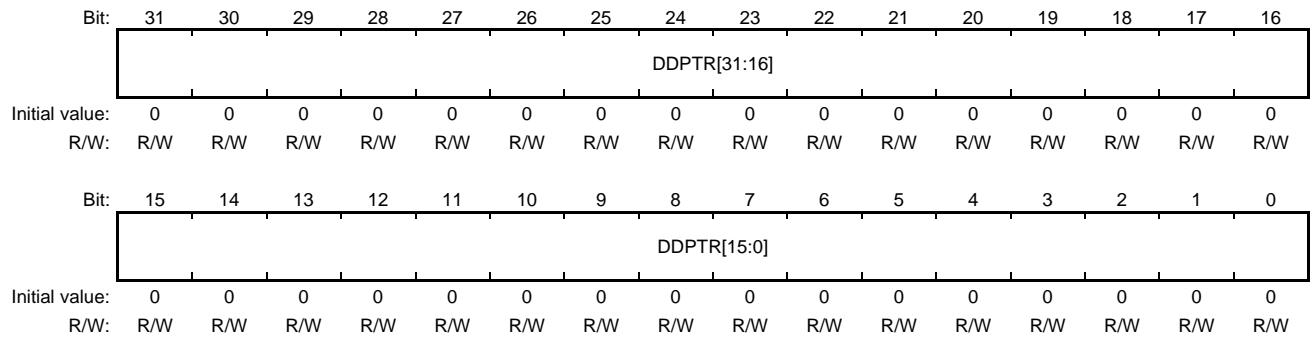 Bit: 31 30 29 28 27 26 25 24 23 22 21 20 19 18 17 16
DDPTR[31:16]
Initial value: 0 0 0 0 0 0 0 0 0 0 0 0 0 0 0 0
R/W: R/W R/W R/W R/W R/W R/W R/W R/W R/W R/W R/W R/W R/W R/W R/W R/W
Bit: 15 14 13 12 11 10 9 8 7 6 5 4 3 2 1 0
DDPTR[15:0]
Initial value: 0 0 0 0 0 0 0 0 0 0 0 0 0 0 0 0
R/W: R/W R/W R/W R/W R/W R/W R/W R/W R/W R/W R/W R/W R/W R/W R/W R/W